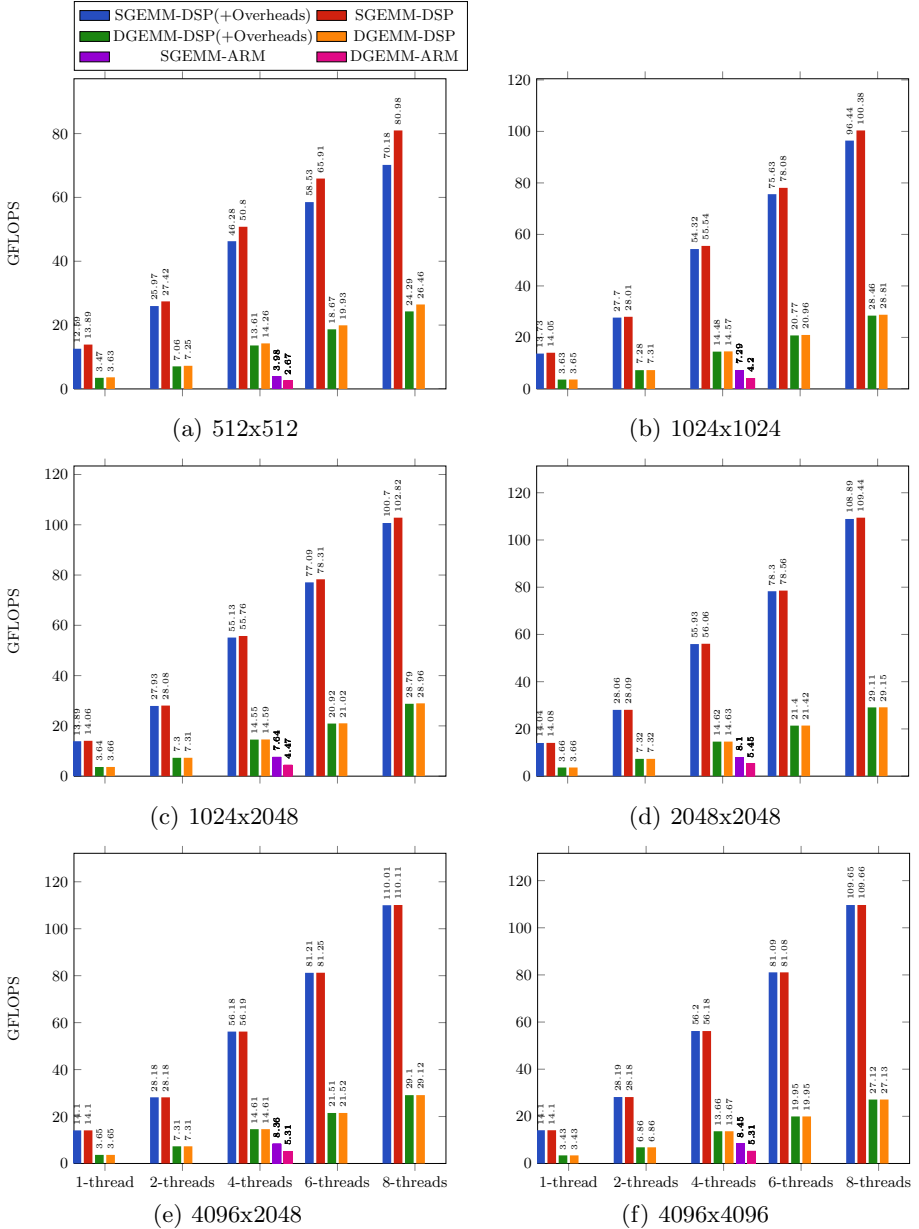 SGEMM-DSP(+Overheads) SGEMM-DSP
DGEMM-DSP(+Overheads) DGEMM-DSP
SGEMM-ARM DGEMM-ARM
GFLOPS
80
60
40
20
0
12.59 13.89 3.47 3.63
25.97 27.42 7.06 7.25
46.28 50.8 13.61 14.26 3.98 2.67
58.53 65.91 18.67 19.93
70.18 80.98 24.29 26.46
(a) 512x512
120
100
80
60
40
20
0
13.73 14.05 3.63 3.65
27.7 28.01 7.28 7.31
54.32 55.54 14.48 14.57 7.29 4.2
75.63 78.08 20.77 20.96
96.44 100.38 28.46 28.81
(b) 1024x1024
GFLOPS
120
100
80
60
40
20
0
13.89 14.06 3.64 3.66
27.93 28.08 7.3 7.31
55.13 55.76 14.55 14.59 7.64 4.47
77.09 78.31 20.92 21.02
100.7 102.82 28.79 28.96
(c) 1024x2048
120
100
80
60
40
20
0
14.04 14.08 3.66 3.66
28.06 28.09 7.32 7.32
55.93 56.06 14.62 14.63 8.1 5.45
78.3 78.56 21.4 21.42
108.89 109.44 29.11 29.15
(d) 2048x2048
GFLOPS
120
100
80
60
40
20
0
14.1 14.1 3.65 3.65
28.18 28.18 7.31 7.31
56.18 56.19 14.61 14.61 8.36 5.31
81.21 81.25 21.51 21.52
110.01 110.11 29.1 29.12
1-thread 2-threads 4-threads 6-threads 8-threads
(e) 4096x2048
120
100
80
60
40
20
0
14.1 14.1 3.43 3.43
28.19 28.18 6.86 6.86
56.2 56.18 13.66 13.67 8.45 5.31
81.09 81.08 19.95 19.95
109.65 109.66 27.12 27.13
1-thread 2-threads 4-threads 6-threads 8-threads
(f) 4096x4096